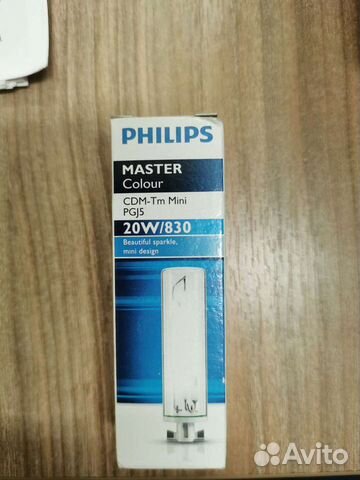 PHILIPS
MASTER
Colour
CDM-Tm Mini
PGJ5
20W/830
Beautiful sparkle,
mini design
Avito